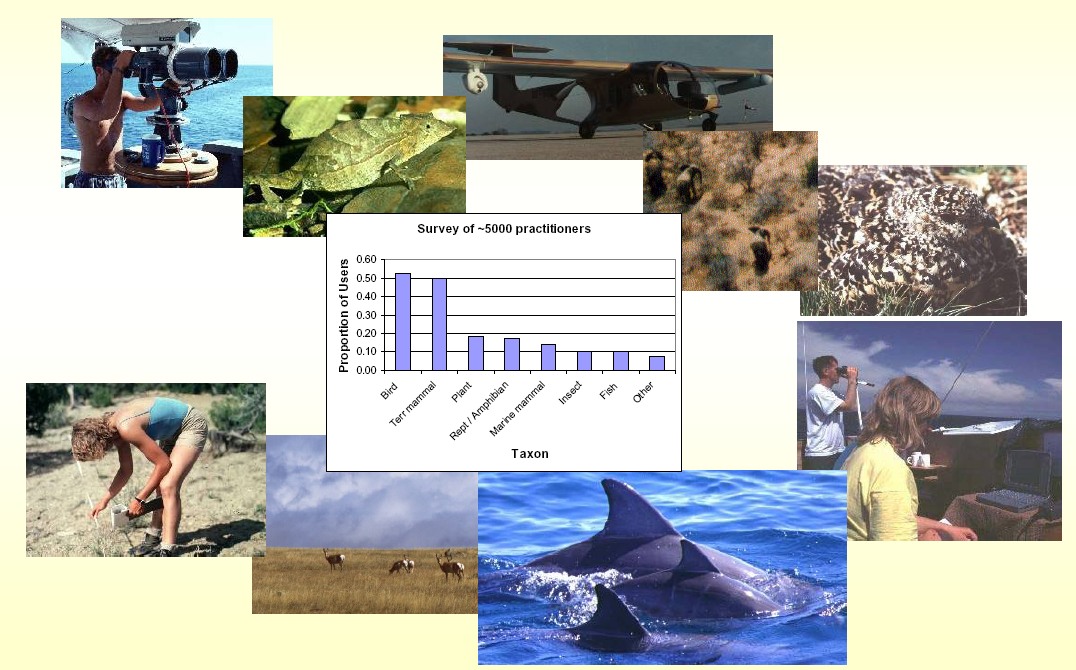 Survey of ~5000 practitioners
Proportion of Users
0.60
0.50
0.40
0.30
0.20
0.10
0.00
Bird
Terr mammal
Plant
Rept / Amphibian
Marine mammal
Insect
Fish
Other
Taxon